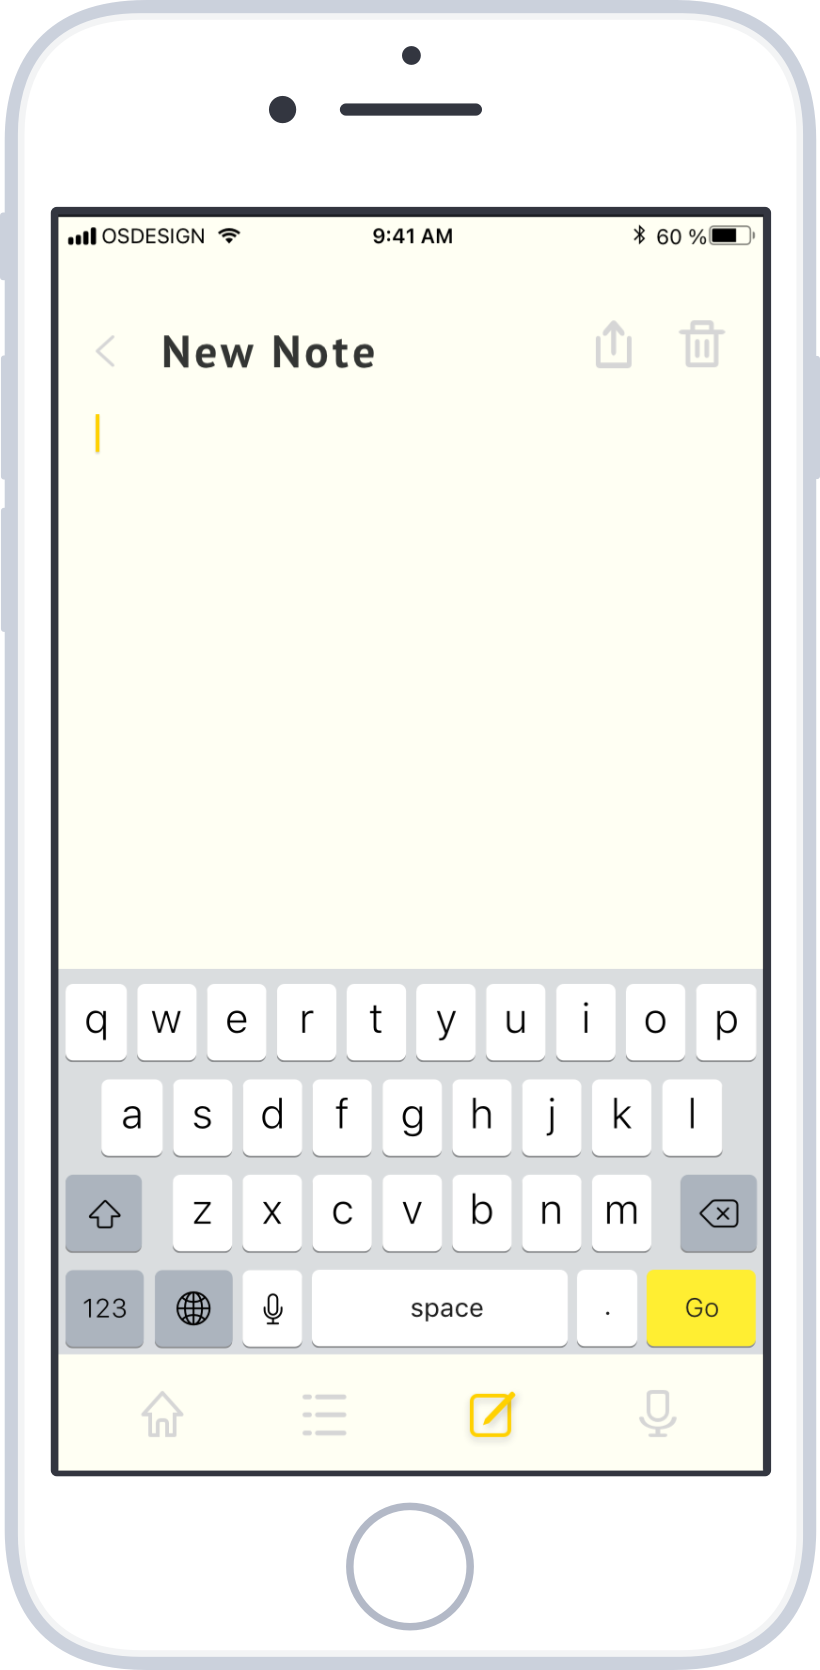 OSDESIGN 9:41 AM 60 %
New Note
q w e r t y u i o p
a s d f g h j k l
z x c v b n m
123 space . Go